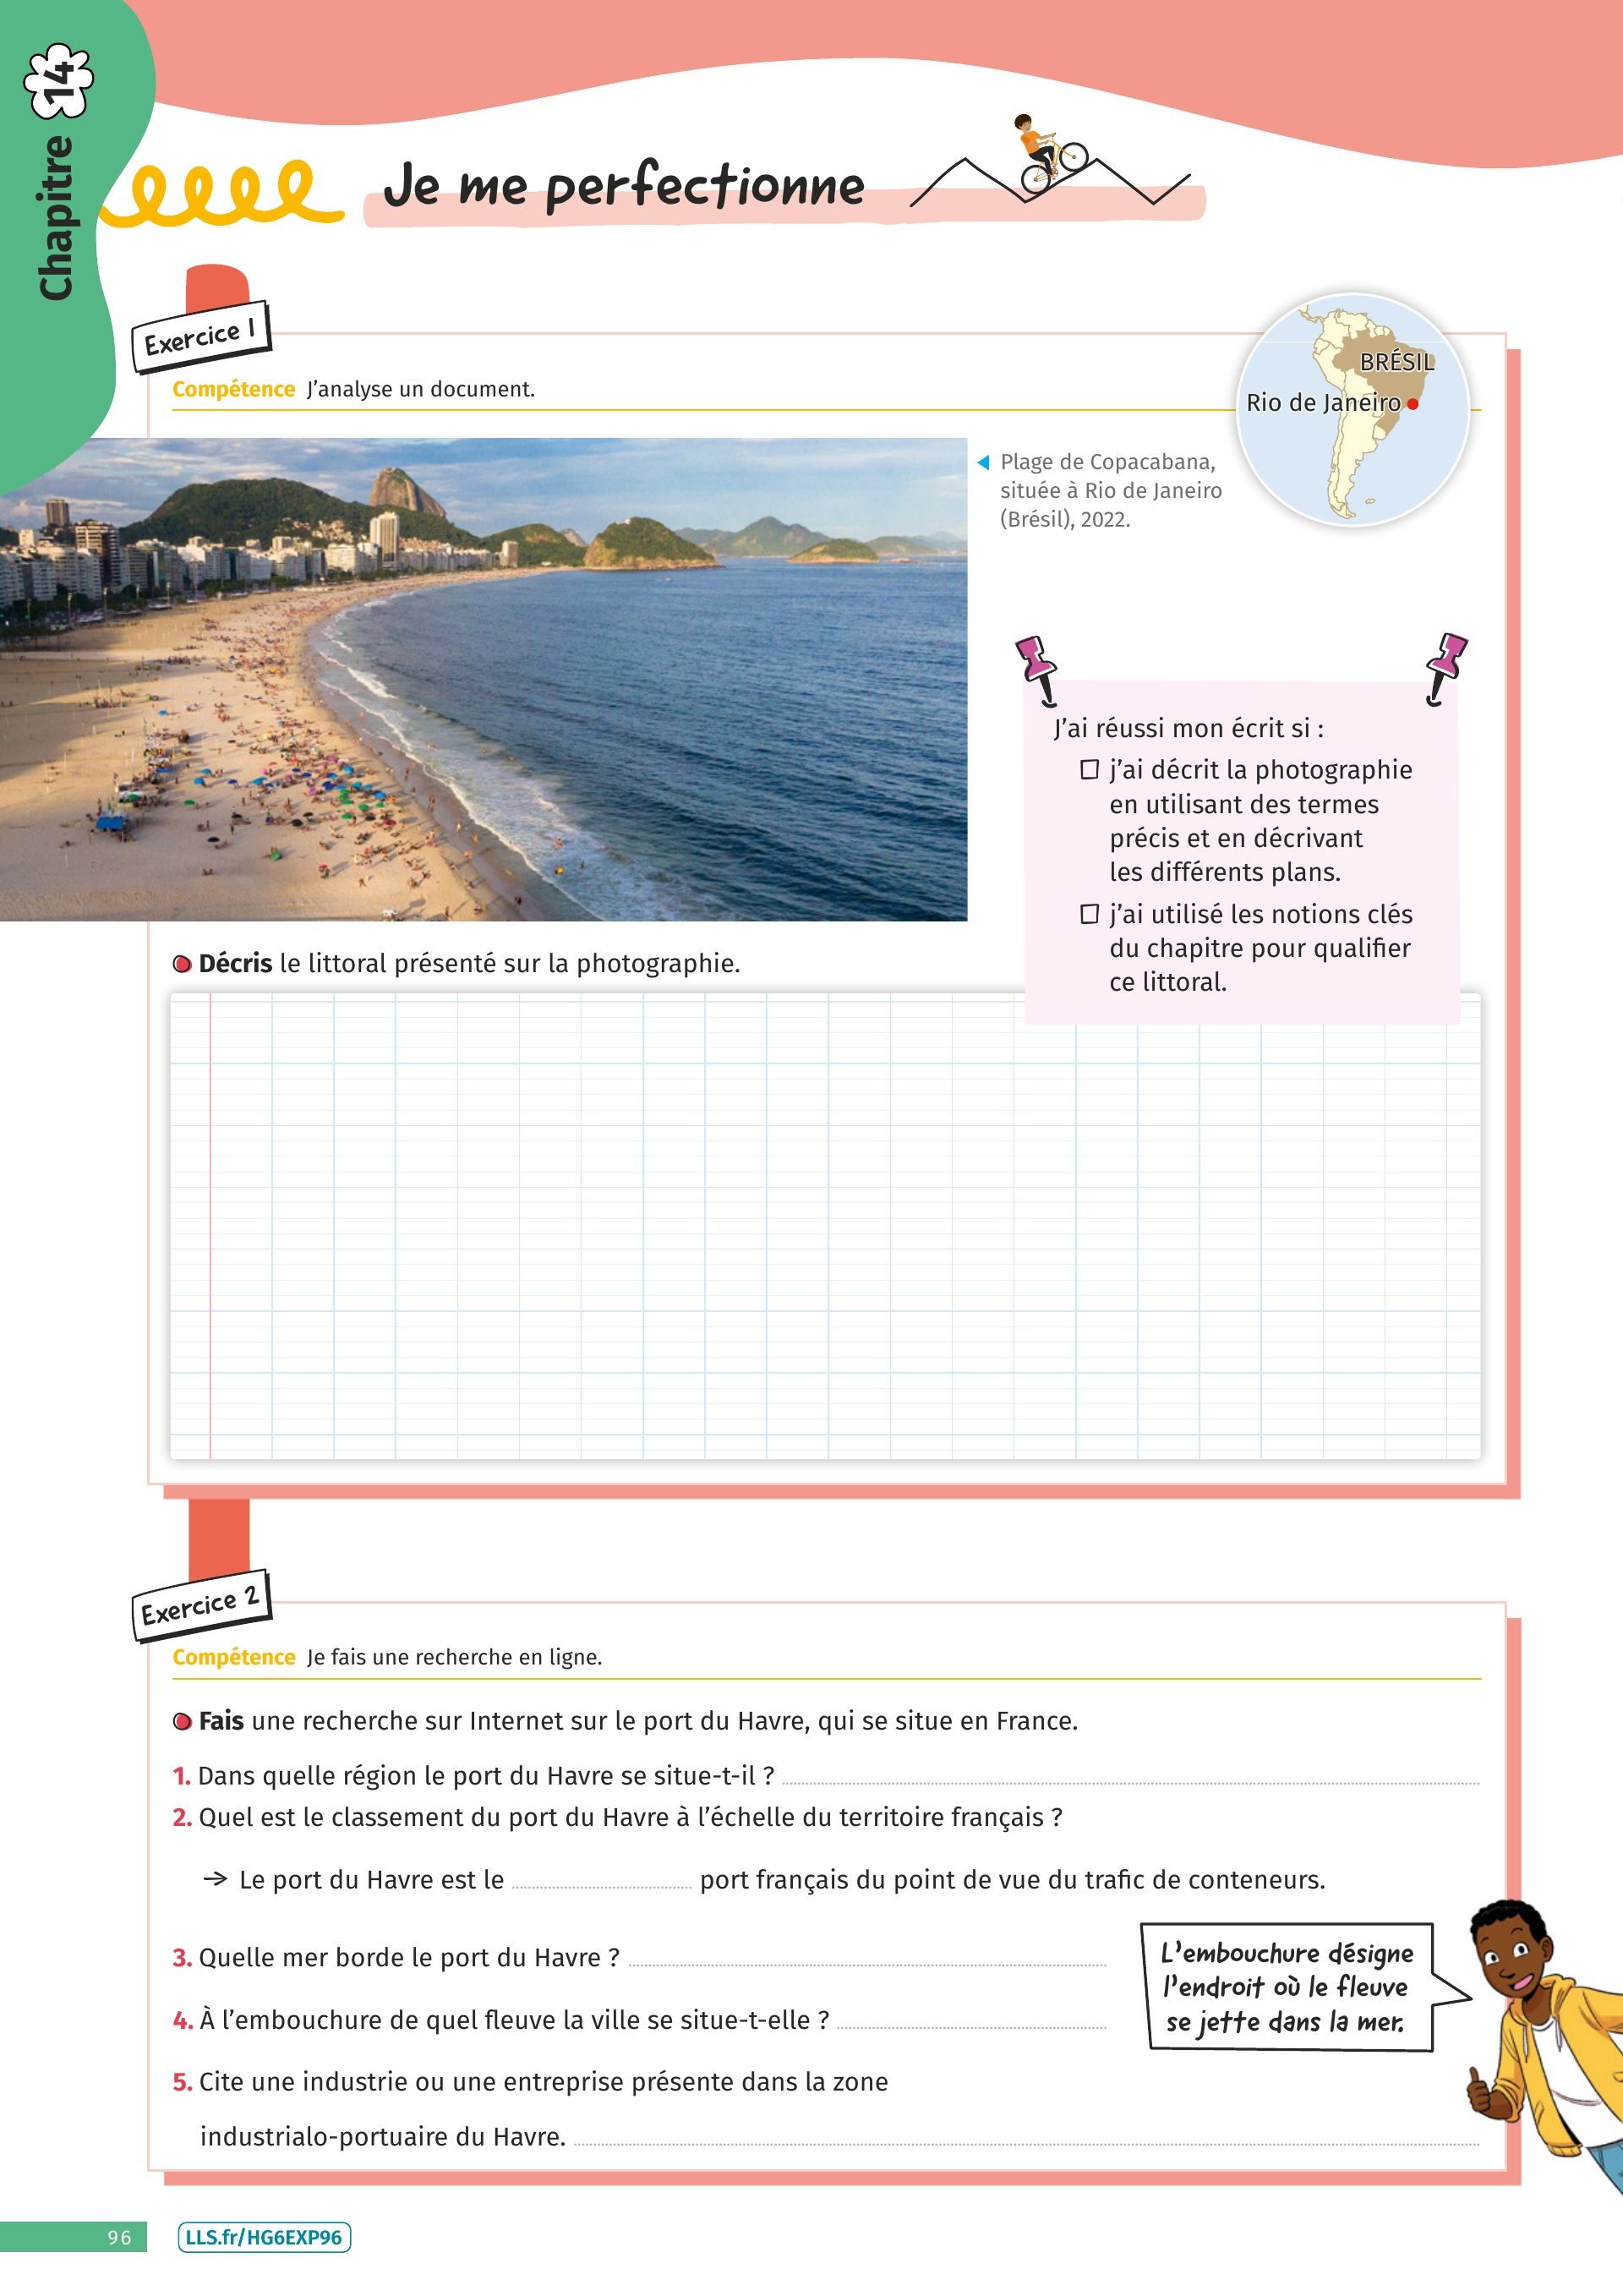 Chapitre 14
Je me perfectionne
Exercice 1
Compétence J'analyse un document.
BRÉSIL
Rio de Janeiro
Plage de Copacabana,
située à Rio de Janeiro
(Brésil), 2022.
J'ai réussi mon écrit si :
j'ai décrit la photographie
en utilisant des termes
précis et en décrivant
les différents plans.
j'ai utilisé les notions clés
du chapitre pour qualifier
ce littoral.
Décris le littoral présenté sur la photographie.
Exercice 2
Compétence Je fais une recherche en ligne.
Fais une recherche sur Internet sur le port du Havre, qui se situe en France.
1. Dans quelle région le port du Havre se situe-t-il ?
2. Quel est le classement du port du Havre à l'échelle du territoire français ?
→ Le port du Havre est le ........ port français du point de vue du trafic de conteneurs.
3. Quelle mer borde le port du Havre ?
4. À l'embouchure de quel fleuve la ville se situe-t-elle ?
L'embouchure désigne
l'endroit où le fleuve
se jette dans la mer.
5. Cite une industrie ou une entreprise présente dans la zone
industrialo-portuaire du Havre.
96
LLS.fr/HG6EXP96